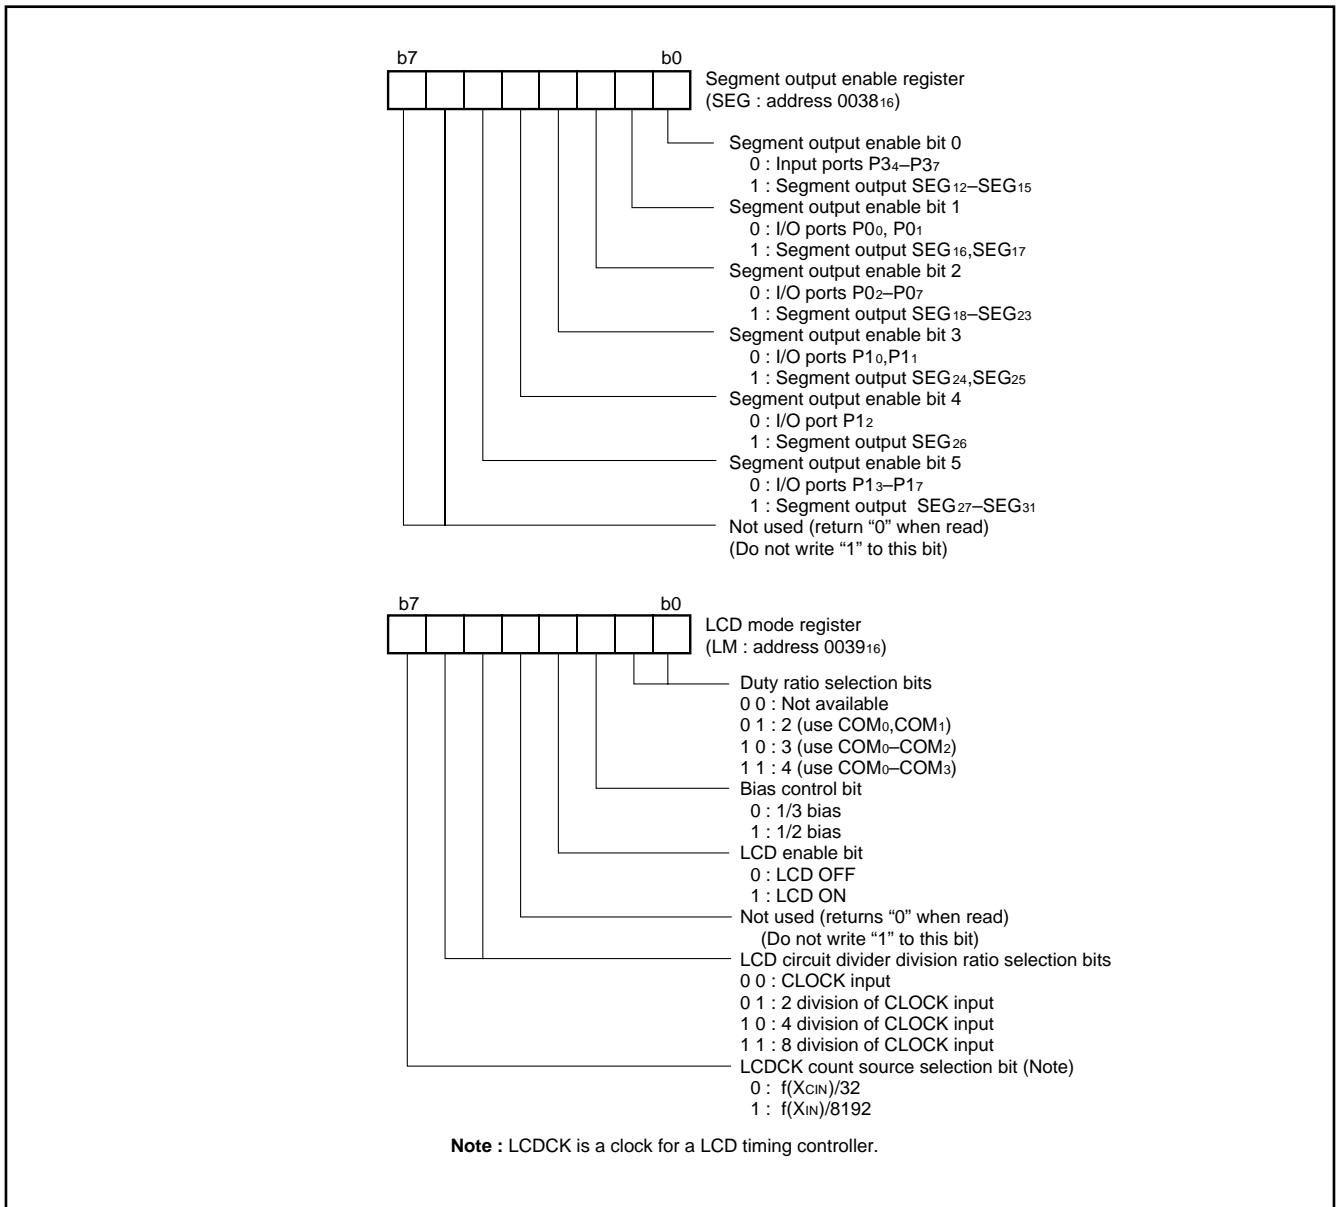 b7 b0
Segment output enable register
(SEG : address 0038₁₆)
Segment output enable bit 0
0 : Input ports P3₄–P3₇
1 : Segment output SEG₁₂–SEG₁₅
Segment output enable bit 1
0 : I/O ports P0₀, P0₁
1 : Segment output SEG₁₆,SEG₁₇
Segment output enable bit 2
0 : I/O ports P0₂–P0₇
1 : Segment output SEG₁₈–SEG₂₃
Segment output enable bit 3
0 : I/O ports P1₀,P1₁
1 : Segment output SEG₂₄,SEG₂₅
Segment output enable bit 4
0 : I/O port P1₂
1 : Segment output SEG₂₆
Segment output enable bit 5
0 : I/O ports P1₃–P1₇
1 : Segment output SEG₂₇–SEG₃₁
Not used (return “0” when read)
(Do not write “1” to this bit)
b7 b0
LCD mode register
(LM : address 0039₁₆)
Duty ratio selection bits
0 0 : Not available
0 1 : 2 (use COM₀,COM₁)
1 0 : 3 (use COM₀–COM₂)
1 1 : 4 (use COM₀–COM₃)
Bias control bit
0 : 1/3 bias
1 : 1/2 bias
LCD enable bit
0 : LCD OFF
1 : LCD ON
Not used (returns “0” when read)
(Do not write “1” to this bit)
LCD circuit divider division ratio selection bits
0 0 : CLOCK input
0 1 : 2 division of CLOCK input
1 0 : 4 division of CLOCK input
1 1 : 8 division of CLOCK input
LCDCK count source selection bit (Note)
0 : f(XCIN)/32
1 : f(XIN)/8192
Note : LCDCK is a clock for a LCD timing controller.